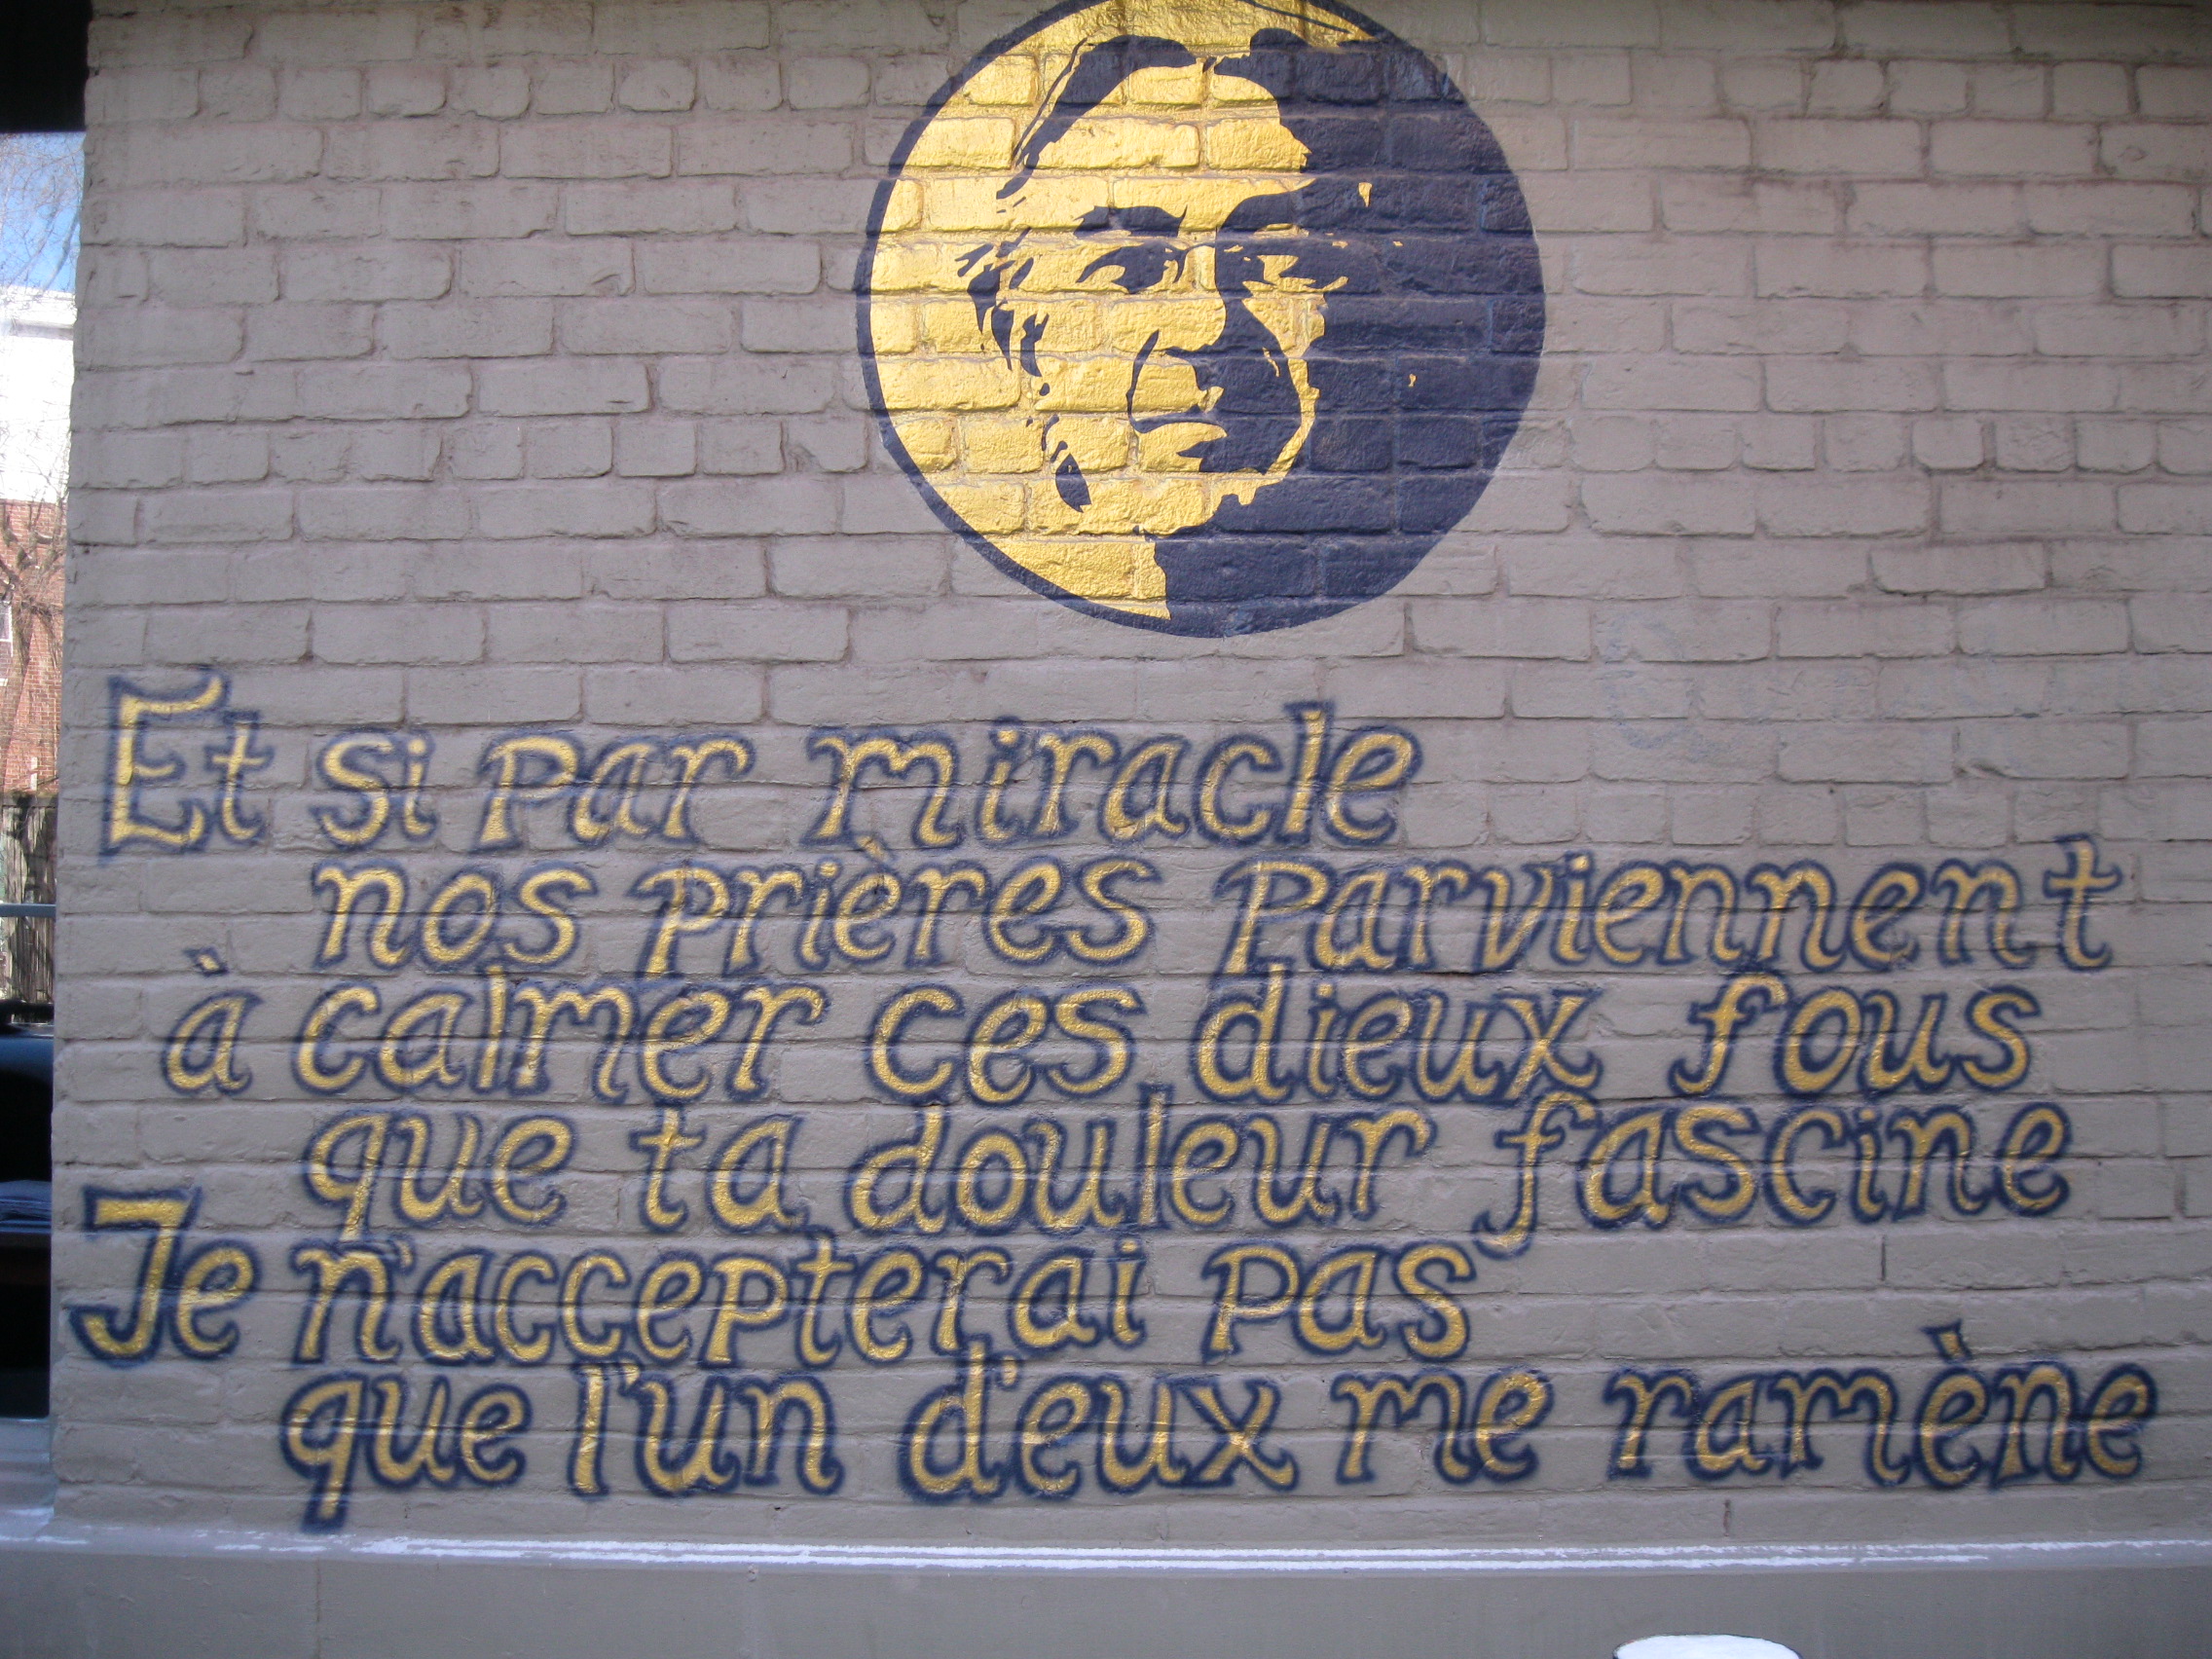 Et si par miracle
nos prières parviennent
à calmer ces dieux fous
que ta douleur fascine
Je n'accepterai pas
que l'un d'eux me ramène